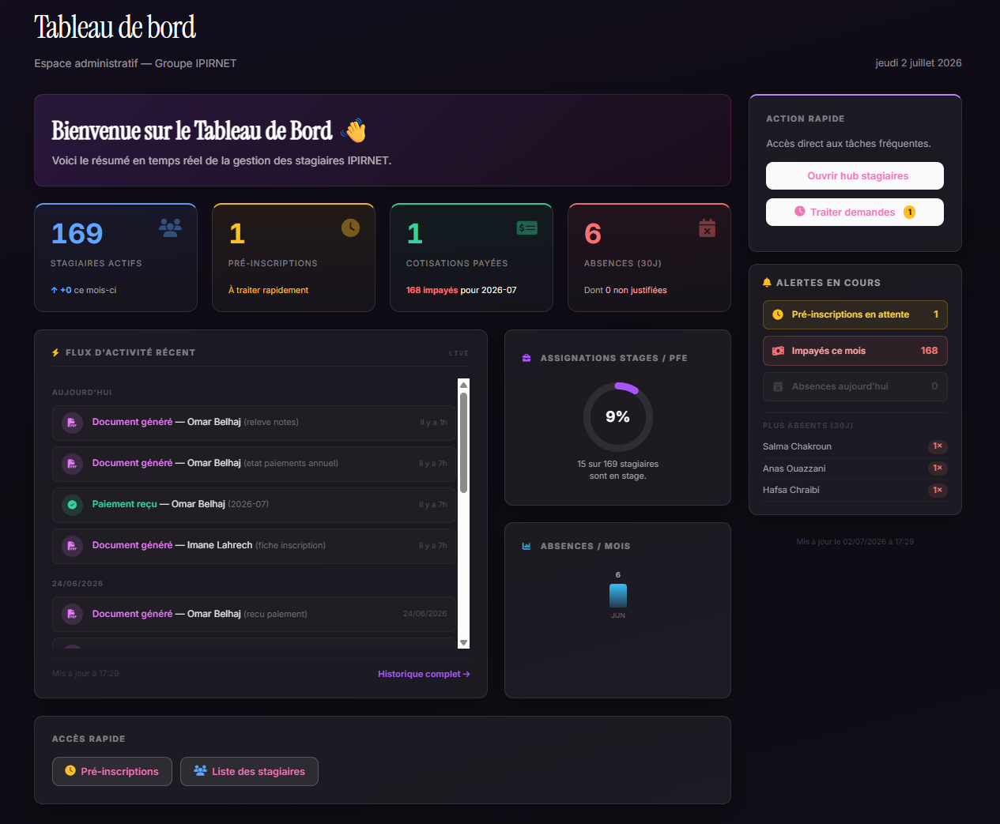 Tableau de bord
Espace administratif — Groupe IPIRNET
jeudi 2 juillet 2026
Bienvenue sur le Tableau de Bord 👋
Voici le résumé en temps réel de la gestion des stagiaires IPIRNET.
169
STAGIAIRES ACTIFS
↑ +0 ce mois-ci
1
PRÉ-INSCRIPTIONS
À traiter rapidement
1
COTISATIONS PAYÉES
168 impayés pour 2026-07
6
ABSENCES (30J)
Dont 0 non justifiées
FLUX D'ACTIVITÉ RÉCENT
LIVE
AUJOURD'HUI
Document généré — Omar Belhaj (releve notes)
il y a 1h
Document généré — Omar Belhaj (etat paiements annuel)
il y a 7h
Paiement reçu — Omar Belhaj (2026-07)
il y a 7h
Document généré — Imane Lahrech (fiche inscription)
il y a 7h
24/06/2026
Document généré — Omar Belhaj (recu paiement)
24/06/2026
Mis à jour à 17:29
Historique complet →
ASSIGNATIONS STAGES / PFE
9%
15 sur 169 stagiaires
sont en stage.
ABSENCES / MOIS
6
JUN
ACCÈS RAPIDE
Pré-inscriptions
Liste des stagiaires
ACTION RAPIDE
Accès direct aux tâches fréquentes.
Ouvrir hub stagiaires
Traiter demandes 1
ALERTES EN COURS
Pré-inscriptions en attente 1
Impayés ce mois 168
Absences aujourd'hui 0
PLUS ABSENTS (30J)
Salma Chakroun 1×
Anas Ouazzani 1×
Hafsa Chraibi 1×
Mis à jour le 02/07/2026 à 17:29